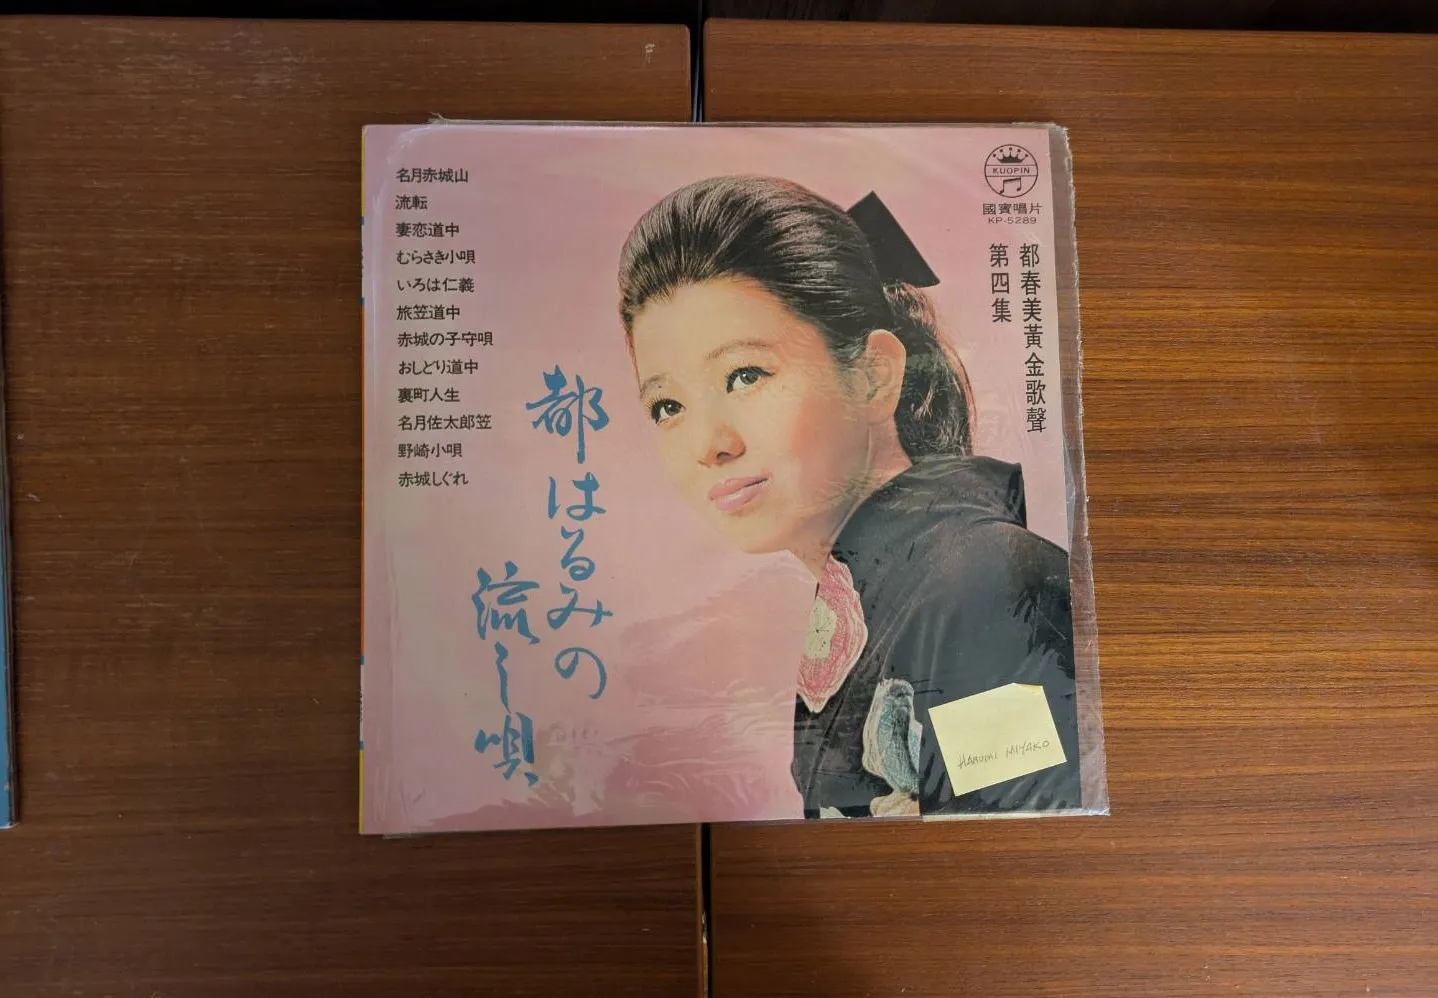 名月赤城山
流転
妻恋道中
むらさき小唄
いろは仁義
旅笠道中
赤城の子守唄
おしどり道中
裏町人生
名月佐太郎笠
野崎小唄
赤城しぐれ
都はるみの
流し唄
KUOPIN
國賓唱片
KP-5289
都春美黃金歌聲
第四集
HARUMI MIYAKO